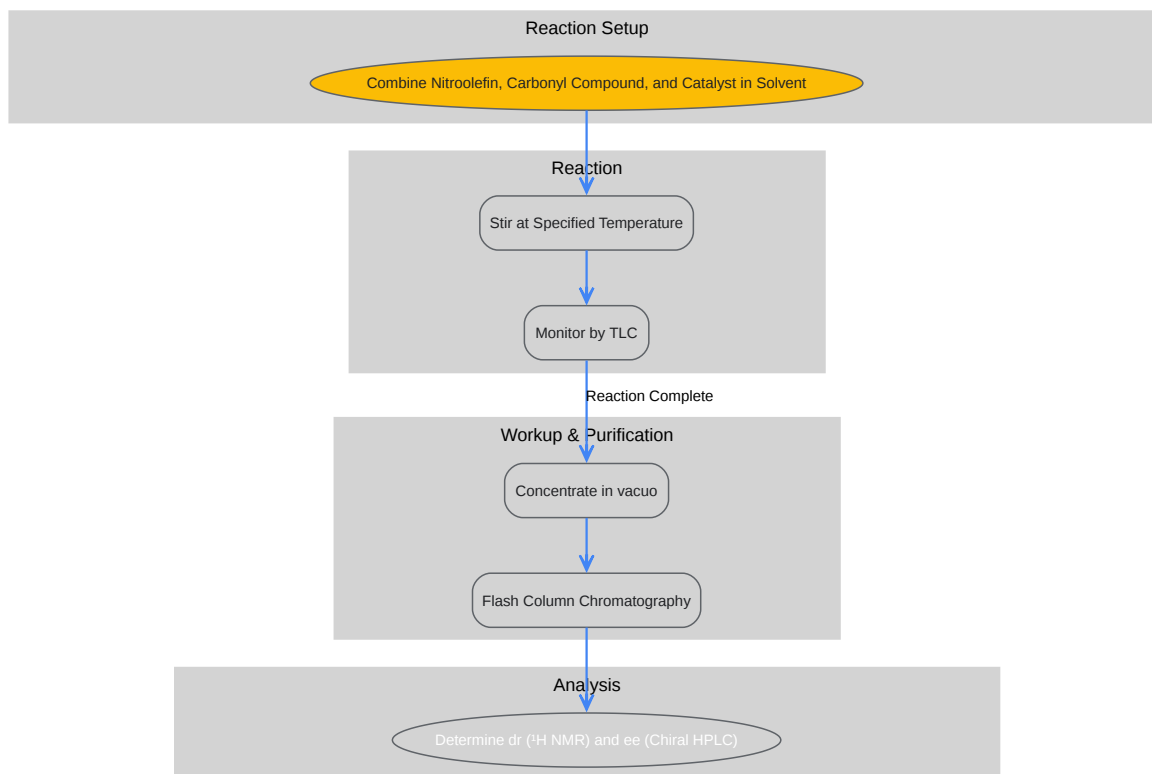 Reaction Setup
Combine Nitroolefin, Carbonyl Compound, and Catalyst in Solvent
Reaction
Stir at Specified Temperature
Monitor by TLC
Reaction Complete
Workup & Purification
Concentrate in vacuo
Flash Column Chromatography
Analysis
Determine dr (¹H NMR) and ee (Chiral HPLC)